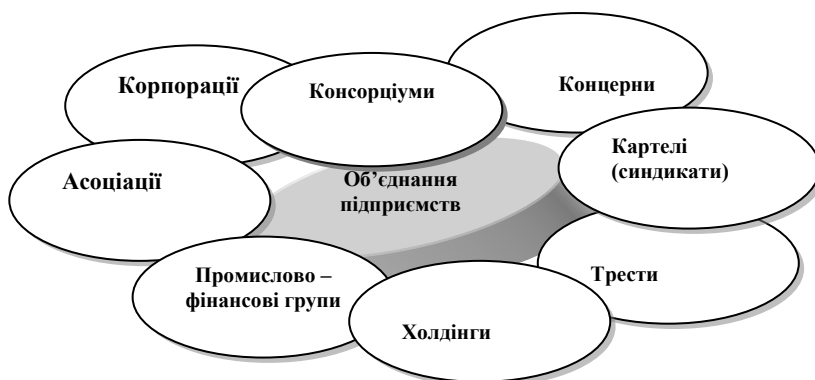 Корпорації
Консорціуми
Концерни
Асоціації
Об’єднання
підприємств
Картелі
(синдикати)
Промислово –
фінансові групи
Холдінги
Трести